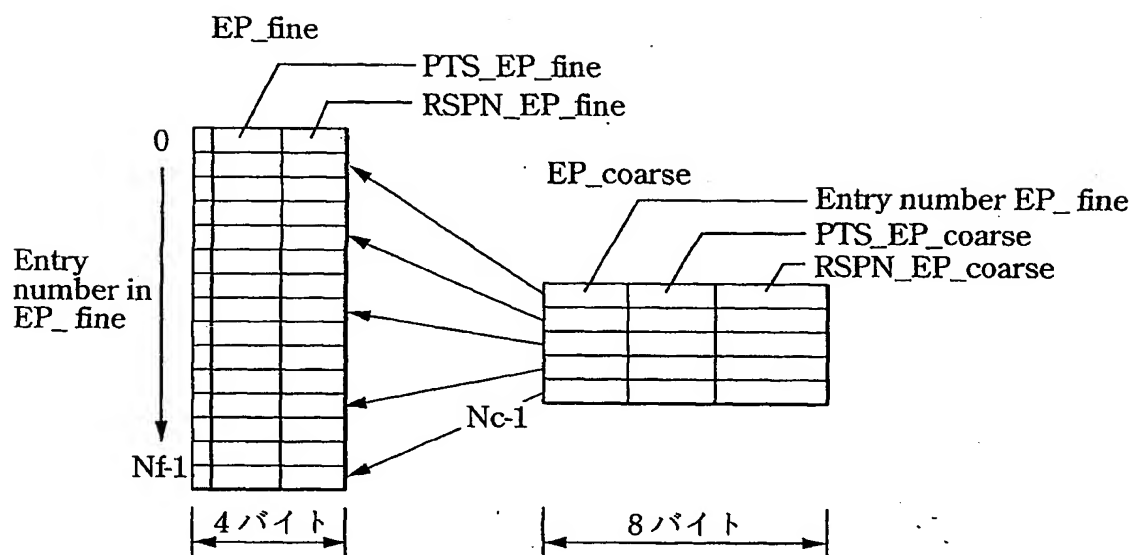 EP_fine
PTS_EP_fine
RSPN_EP_fine
0
Entry
number in
EP_ fine
Nf-1
4 バイト
EP_coarse
Entry number EP_ fine
PTS_EP_coarse
RSPN_EP_coarse
Nc-1
8 バイト